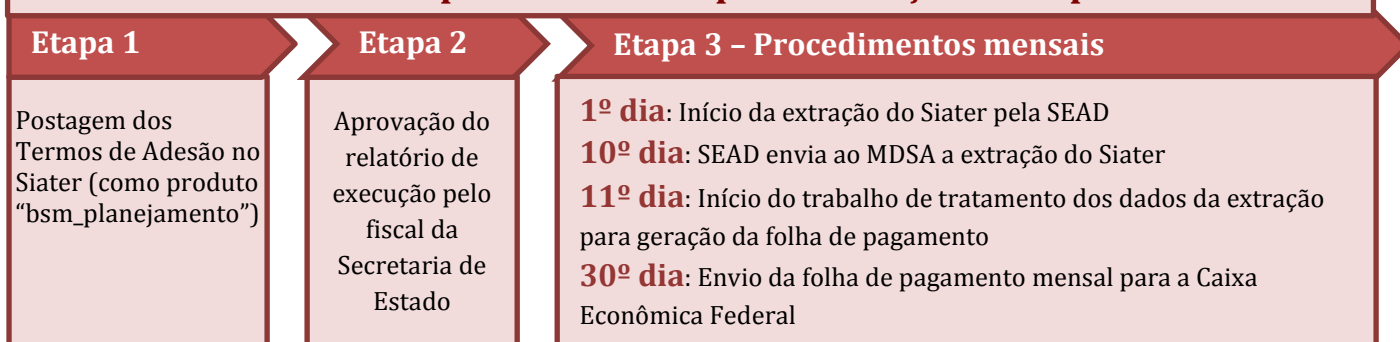 Etapa 1
Etapa 2
Etapa 3 – Procedimentos mensais
Postagem dos
Termos de Adesão no
Siater (como produto
“bsm_planejamento”)
Aprovação do
relatório de
execução pelo
fiscal da
Secretaria de
Estado
1º dia: Início da extração do Siater pela SEAD
10º dia: SEAD envia ao MDSA a extração do Siater
11º dia: Início do trabalho de tratamento dos dados da extração
para geração da folha de pagamento
30º dia: Envio da folha de pagamento mensal para a Caixa
Econômica Federal